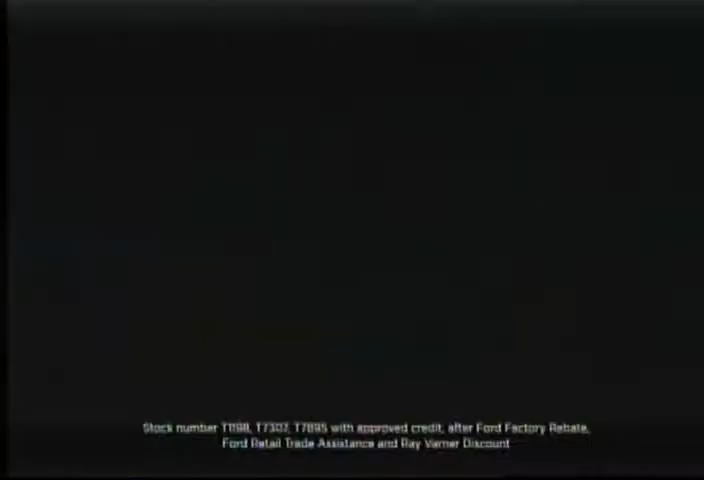 Stock number T1198, T7307, T7895 with approved credit, after Ford Factory Rebate,
Ford Retail Trade Assistance and Ray Varner Discount